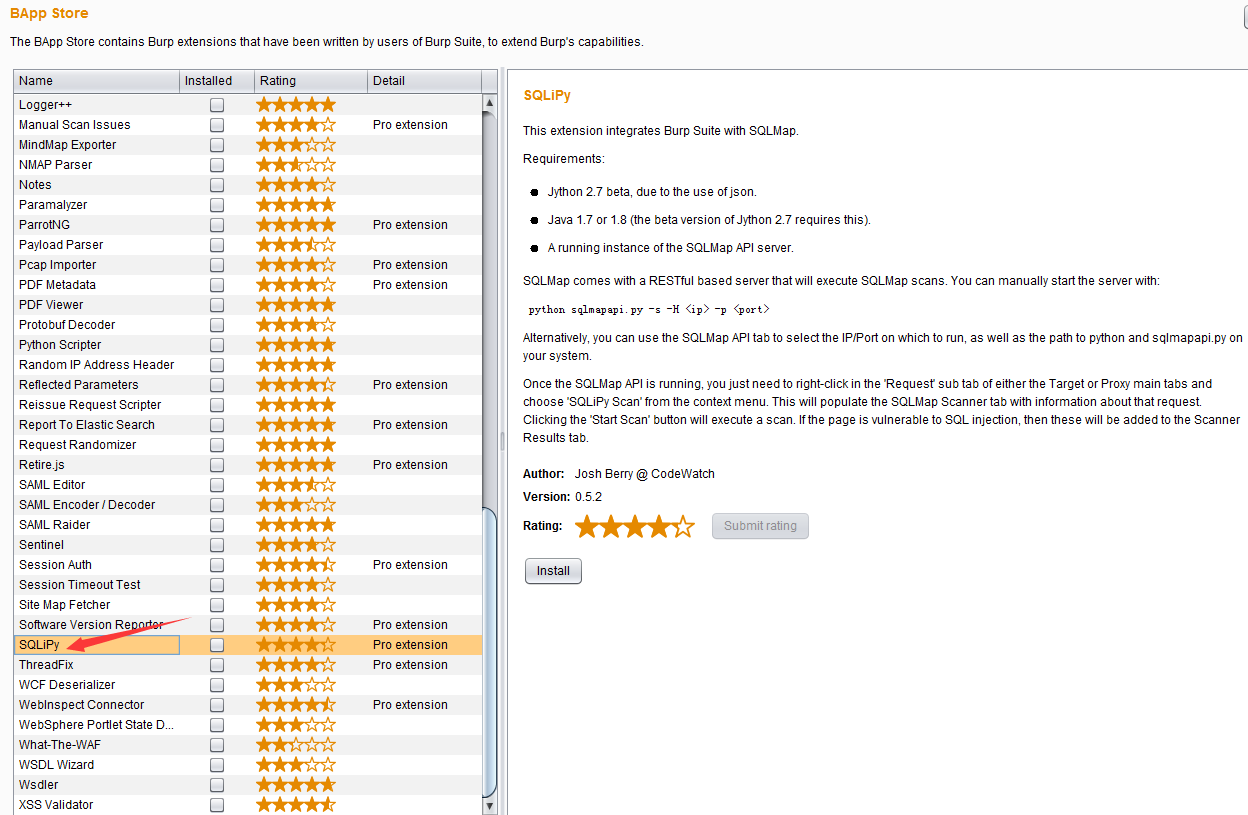 BApp Store
The BApp Store contains Burp extensions that have been written by users of Burp Suite, to extend Burp's capabilities.
Name Installed Rating Detail
Logger++
Manual Scan Issues Pro extension
MindMap Exporter
NMAP Parser
Notes
Paramalyzer
ParrotNG Pro extension
Payload Parser
Pcap Importer Pro extension
PDF Metadata Pro extension
PDF Viewer
Protobuf Decoder
Python Scripter
Random IP Address Header
Reflected Parameters Pro extension
Reissue Request Scripter
Report To Elastic Search Pro extension
Request Randomizer
Retire.js Pro extension
SAML Editor
SAML Encoder / Decoder
SAML Raider
Sentinel
Session Auth Pro extension
Session Timeout Test
Site Map Fetcher
Software Version Reporter Pro extension
SQLiPy Pro extension
ThreadFix Pro extension
WCF Deserializer
WebInspect Connector Pro extension
WebSphere Portlet State D...
What-The-WAF
WSDL Wizard
Wsdler
XSS Validator
SQLiPy
This extension integrates Burp Suite with SQLMap.
Requirements:
● Jython 2.7 beta, due to the use of json.
● Java 1.7 or 1.8 (the beta version of Jython 2.7 requires this).
● A running instance of the SQLMap API server.
SQLMap comes with a RESTful based server that will execute SQLMap scans. You can manually start the server with:
python sqlmapapi.py -s -H <ip> -p <port>
Alternatively, you can use the SQLMap API tab to select the IP/Port on which to run, as well as the path to python and sqlmapapi.py on
your system.
Once the SQLMap API is running, you just need to right-click in the 'Request' sub tab of either the Target or Proxy main tabs and
choose 'SQLiPy Scan' from the context menu. This will populate the SQLMap Scanner tab with information about that request.
Clicking the 'Start Scan' button will execute a scan. If the page is vulnerable to SQL injection, then these will be added to the Scanner
Results tab.
Author: Josh Berry @ CodeWatch
Version: 0.5.2
Rating: Submit rating
Install